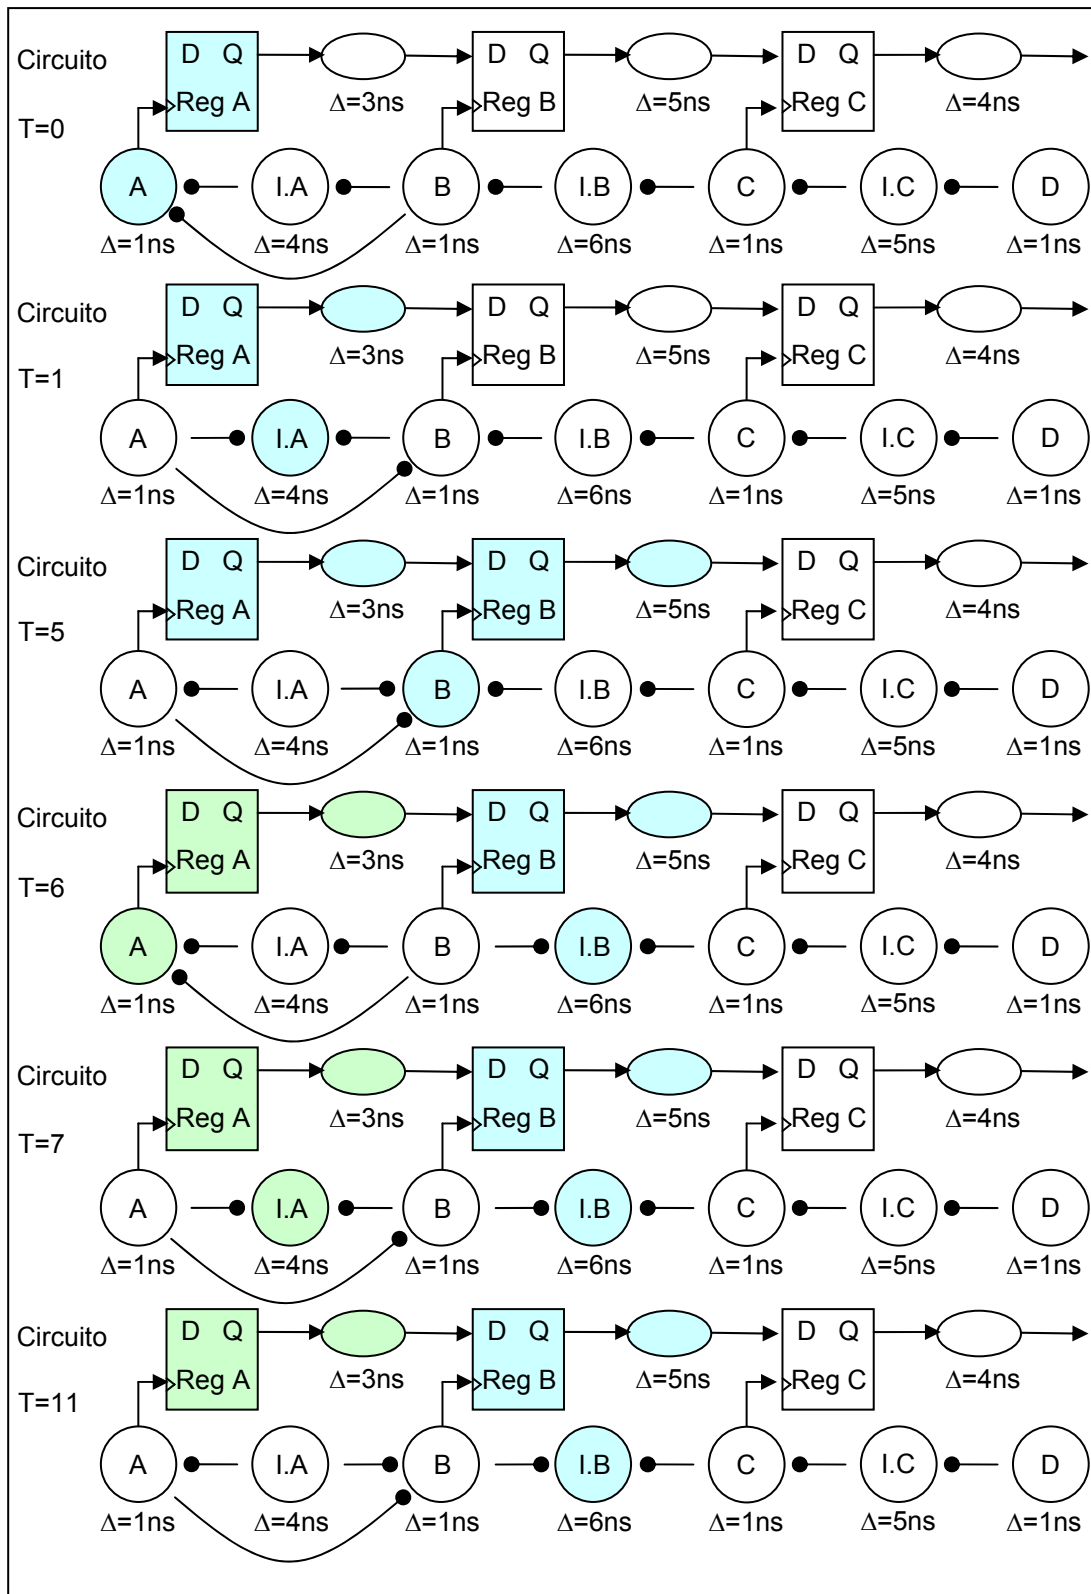 Circuito D Q D Q D Q
Reg A Δ=3ns Reg B Δ=5ns Reg C Δ=4ns
T=0
A I.A B I.B C I.C D
Δ=1ns Δ=4ns Δ=1ns Δ=6ns Δ=1ns Δ=5ns Δ=1ns
Circuito D Q D Q D Q
Reg A Δ=3ns Reg B Δ=5ns Reg C Δ=4ns
T=1
A I.A B I.B C I.C D
Δ=1ns Δ=4ns Δ=1ns Δ=6ns Δ=1ns Δ=5ns Δ=1ns
Circuito D Q D Q D Q
Reg A Δ=3ns Reg B Δ=5ns Reg C Δ=4ns
T=5
A I.A B I.B C I.C D
Δ=1ns Δ=4ns Δ=1ns Δ=6ns Δ=1ns Δ=5ns Δ=1ns
Circuito D Q D Q D Q
Reg A Δ=3ns Reg B Δ=5ns Reg C Δ=4ns
T=6
A I.A B I.B C I.C D
Δ=1ns Δ=4ns Δ=1ns Δ=6ns Δ=1ns Δ=5ns Δ=1ns
Circuito D Q D Q D Q
Reg A Δ=3ns Reg B Δ=5ns Reg C Δ=4ns
T=7
A I.A B I.B C I.C D
Δ=1ns Δ=4ns Δ=1ns Δ=6ns Δ=1ns Δ=5ns Δ=1ns
Circuito D Q D Q D Q
Reg A Δ=3ns Reg B Δ=5ns Reg C Δ=4ns
T=11
A I.A B I.B C I.C D
Δ=1ns Δ=4ns Δ=1ns Δ=6ns Δ=1ns Δ=5ns Δ=1ns